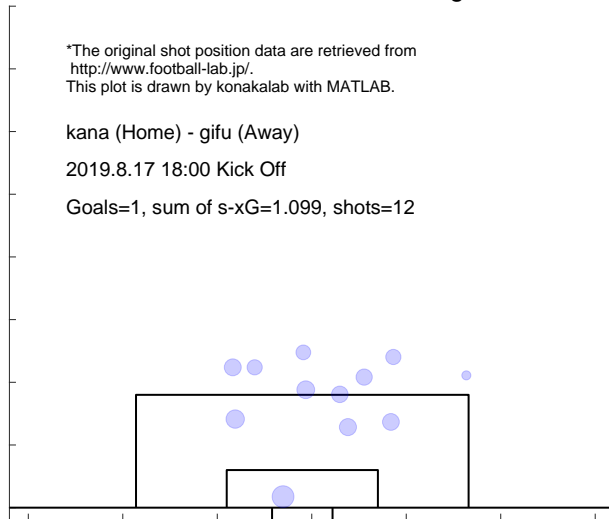 *The original shot position data are retrieved from
http://www.football-lab.jp/.
This plot is drawn by konakalab with MATLAB.
kana (Home) - gifu (Away)
2019.8.17 18:00 Kick Off
Goals=1, sum of s-xG=1.099, shots=12